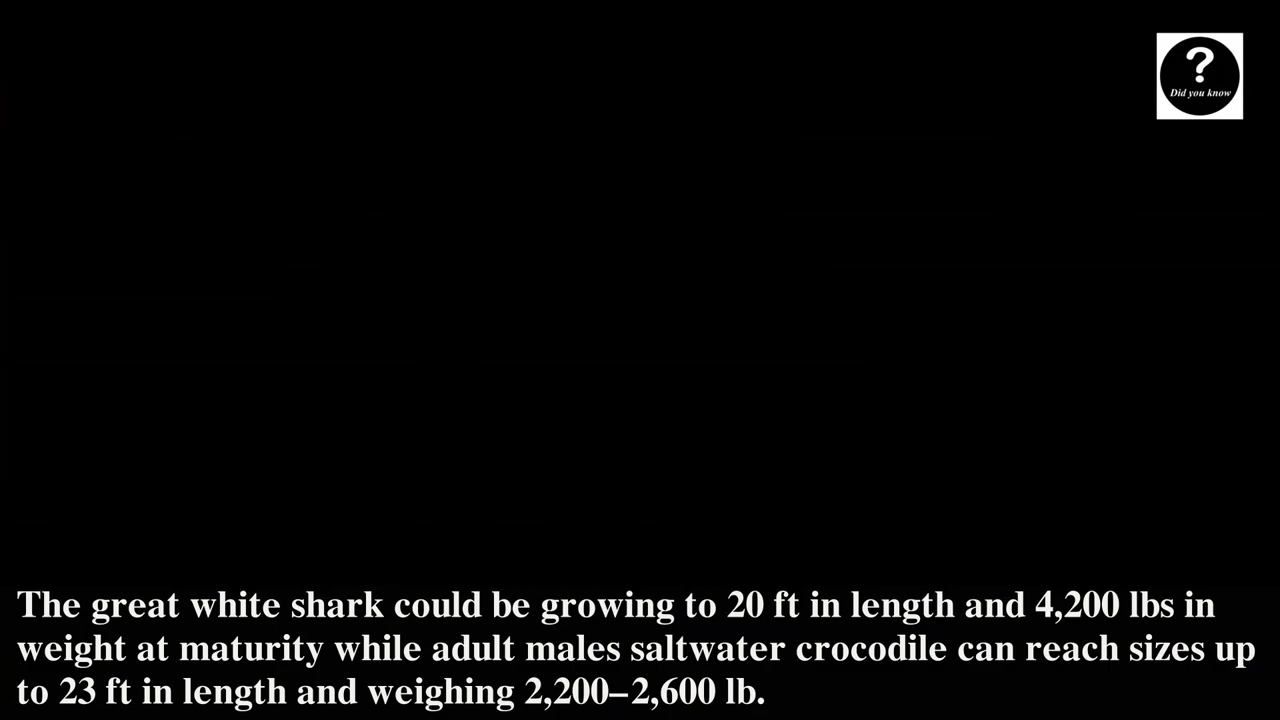 ?
Did you know
The great white shark could be growing to 20 ft in length and 4,200 lbs in
weight at maturity while adult males saltwater crocodile can reach sizes up
to 23 ft in length and weighing 2,200–2,600 lb.